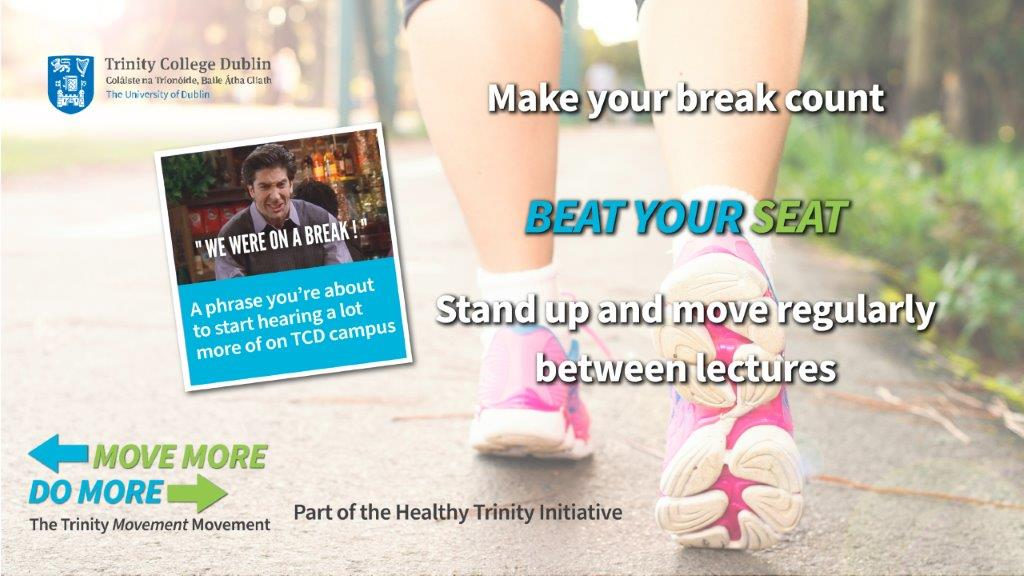 Trinity College Dublin
Coláiste na Tríonóide, Baile Átha Cliath
The University of Dublin
" WE WERE ON A BREAK ! "
A phrase you're about
to start hearing a lot
more of on TCD campus
Make your break count
BEAT YOUR SEAT
Stand up and move regularly
between lectures
MOVE MORE
DO MORE
The Trinity Movement Movement
Part of the Healthy Trinity Initiative